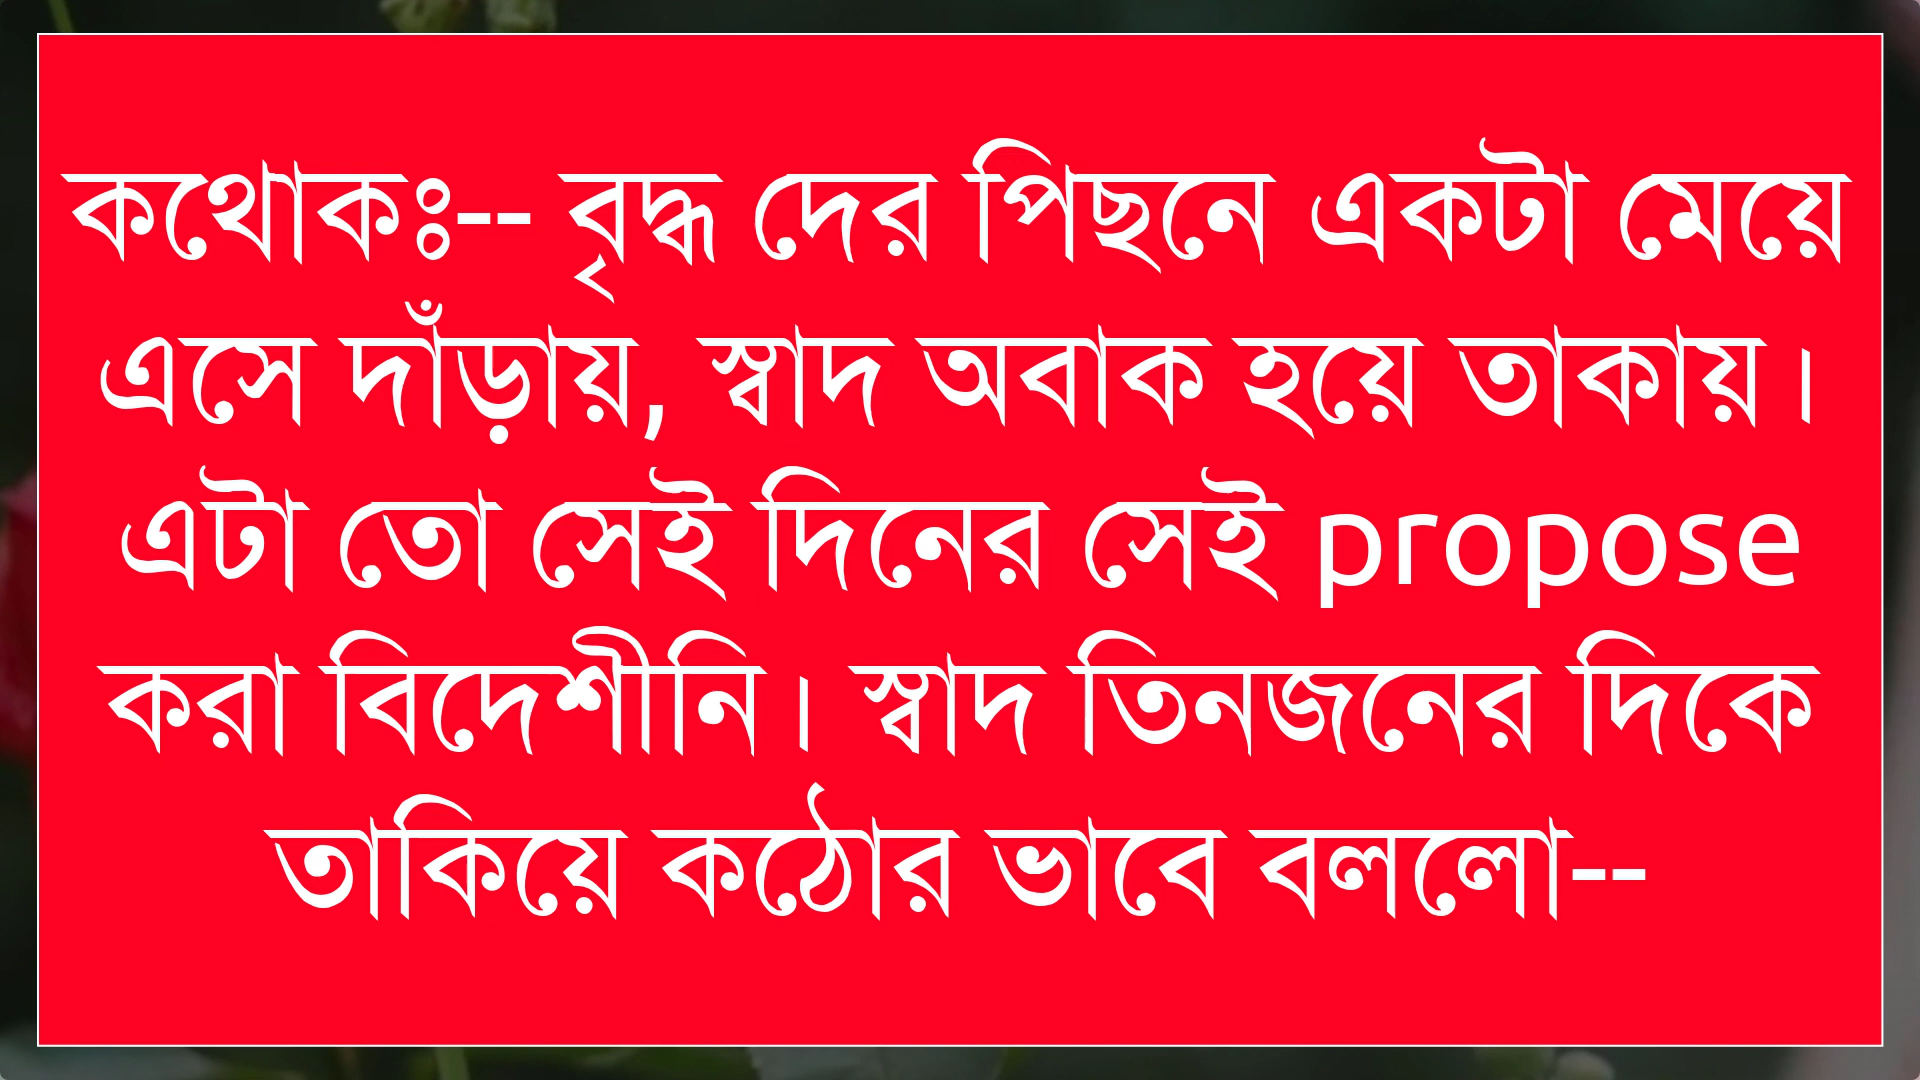 কথোকঃ-- বৃদ্ধ দের পিছনে একটা মেয়ে
এসে দাঁড়ায়, স্বাদ অবাক হয়ে তাকায়।
এটা তো সেই দিনের সেই propose
করা বিদেশীনি। স্বাদ তিনজনের দিকে
তাকিয়ে কঠোর ভাবে বললো--